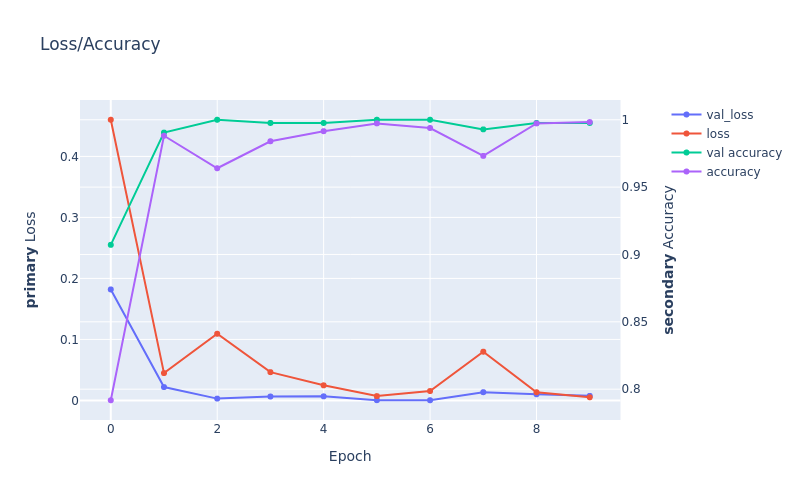 Loss/Accuracy
val_loss
loss
val accuracy
accuracy
primary Loss
0.4
0.3
0.2
0.1
0
1
0.95
0.9
0.85
0.8
secondary Accuracy
0
2
4
6
8
Epoch